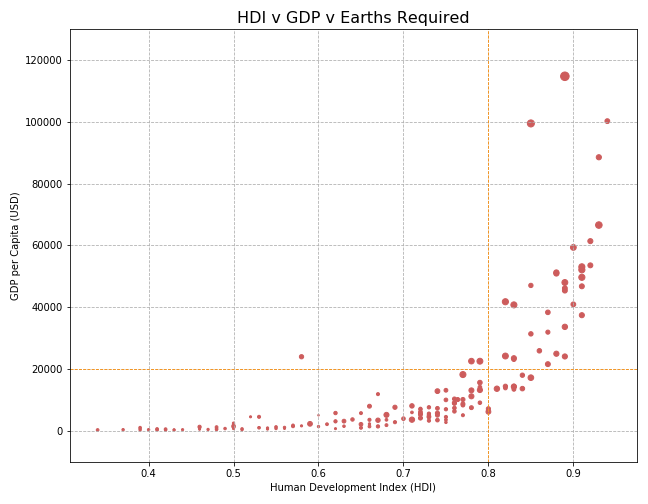 HDI v GDP v Earths Required
120000
100000
80000
60000
40000
20000
0
GDP per Capita (USD)
0.4 0.5 0.6 0.7 0.8 0.9
Human Development Index (HDI)